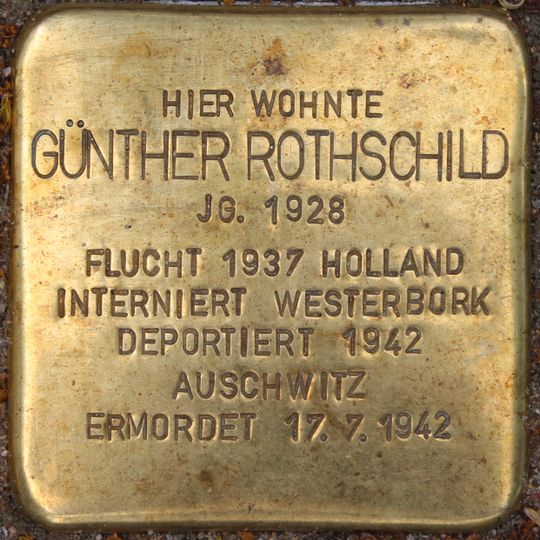 HIER WOHNTE
GÜNTHER ROTHSCHILD
JG. 1928
FLUCHT 1937 HOLLAND
INTERNIERT WESTERBORK
DEPORTIERT 1942
AUSCHWITZ
ERMORDET 17. 7. 1942